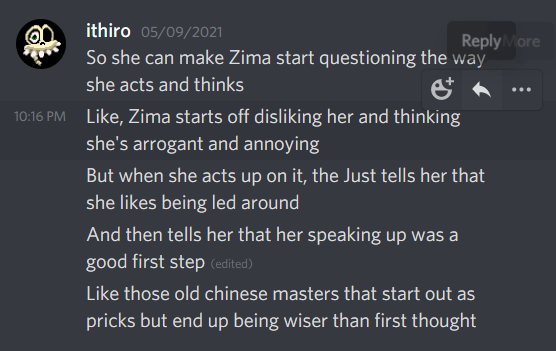 ithiro 05/09/2021
Reply More
So she can make Zima start questioning the way
she acts and thinks
10:16 PM Like, Zima starts off disliking her and thinking
she's arrogant and annoying
But when she acts up on it, the Just tells her that
she likes being led around
And then tells her that her speaking up was a
good first step (edited)
Like those old chinese masters that start out as
pricks but end up being wiser than first thought